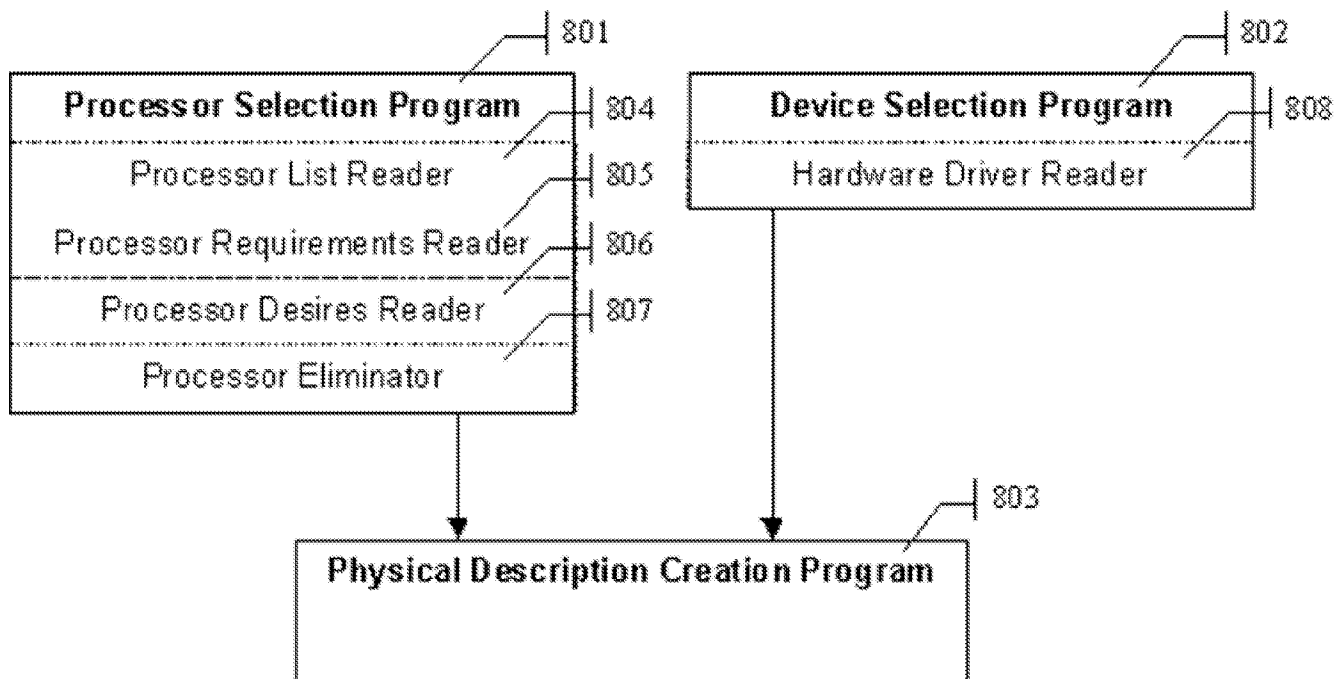 801
Processor Selection Program
804
Processor List Reader
805
Processor Requirements Reader
806
Processor Desires Reader
807
Processor Eliminator
802
Device Selection Program
808
Hardware Driver Reader
803
Physical Description Creation Program